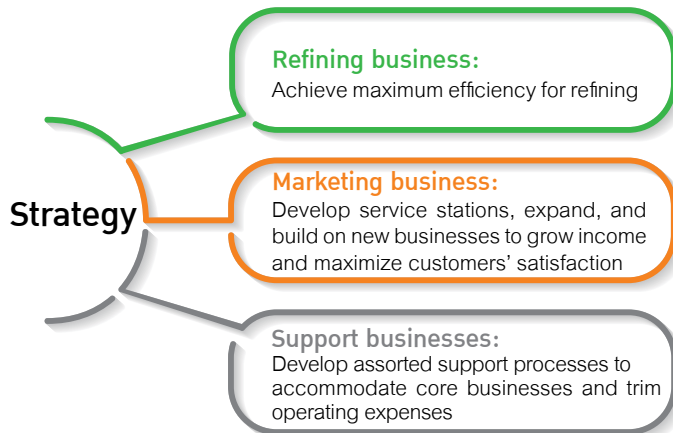 Refining business:
Achieve maximum efficiency for refining
Marketing business:
Develop service stations, expand, and
build on new businesses to grow income
and maximize customers' satisfaction
Strategy
Support businesses:
Develop assorted support processes to
accommodate core businesses and trim
operating expenses